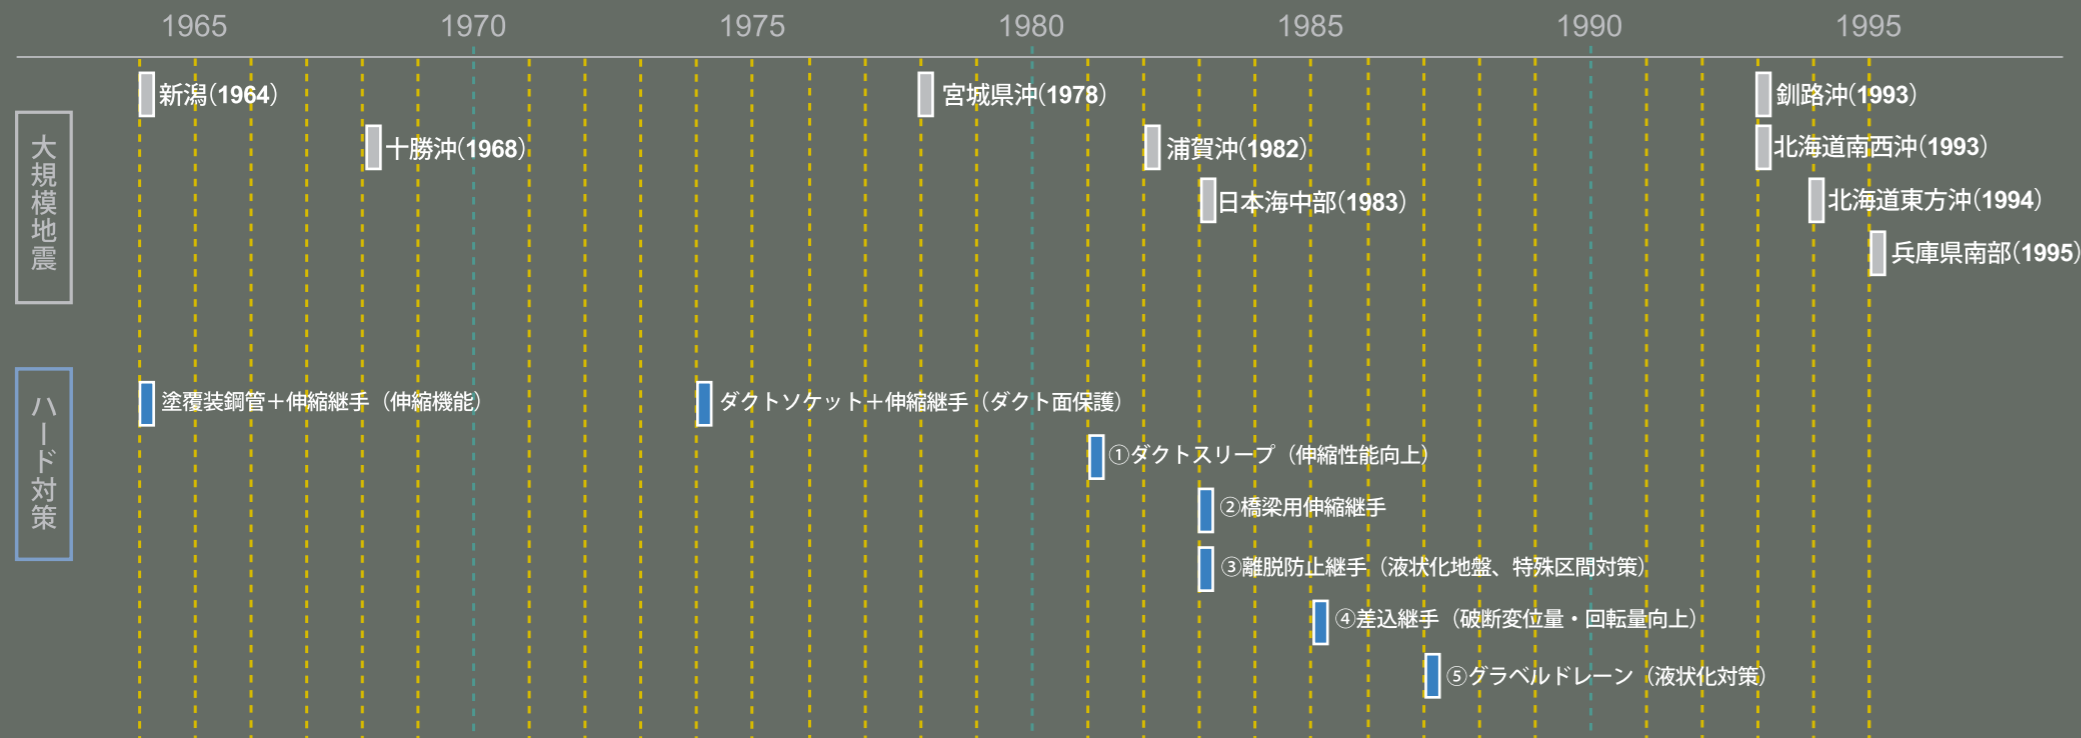 1965 1970 1975 1980 1985 1990 1995
大規模地震
新潟(1964)
宮城県沖(1978)
釧路沖(1993)
十勝沖(1968)
浦賀沖(1982)
北海道南西沖(1993)
日本海中部(1983)
北海道東方沖(1994)
兵庫県南部(1995)
ハード対策
塗覆装鋼管＋伸縮継手（伸縮機能）
ダクトソケット＋伸縮継手（ダクト面保護）
①ダクトスリーブ（伸縮性能向上）
②橋梁用伸縮継手
③離脱防止継手（液状化地盤、特殊区間対策）
④差込継手（破断変位量・回転量向上）
⑤グラベルドレーン（液状化対策）